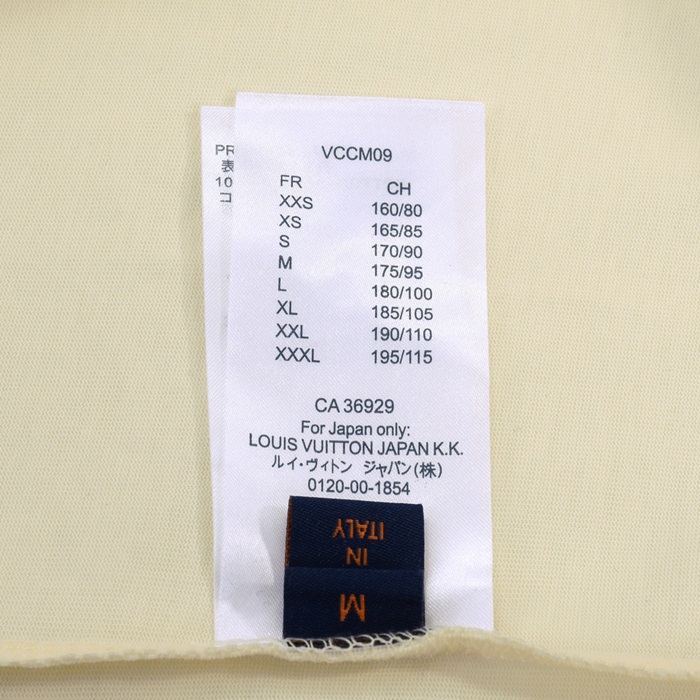 PR
表
10
コ
VCCM09
FR CH
XXS 160/80
XS 165/85
S 170/90
M 175/95
L 180/100
XL 185/105
XXL 190/110
XXXL 195/115
CA 36929
For Japan only:
LOUIS VUITTON JAPAN K.K.
ルイ・ヴィトン ジャパン(株)
0120-00-1854
IN
ITALY
M